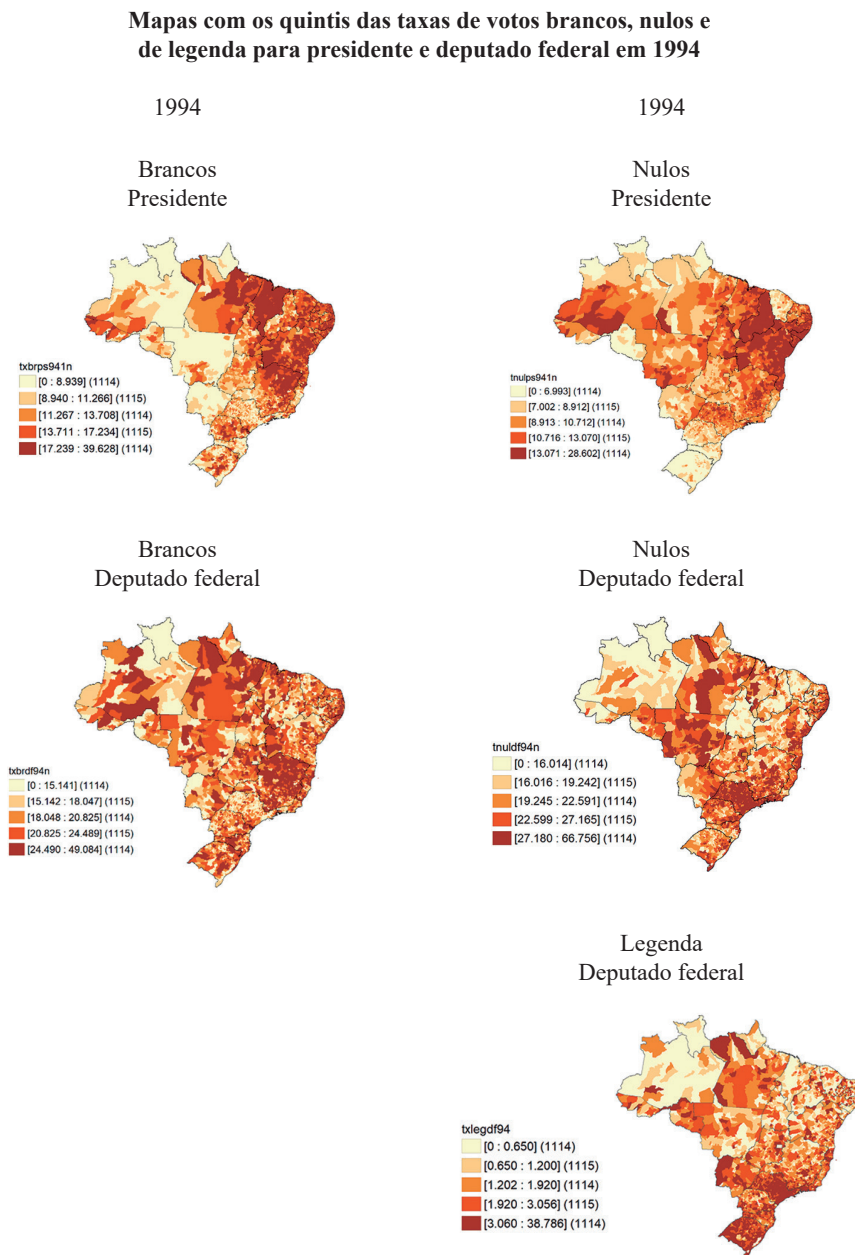 Mapas com os quintis das taxas de votos brancos, nulos e
de legenda para presidente e deputado federal em 1994
1994
1994
Brancos
Presidente
Nulos
Presidente
txbrps941n
[0 : 8.939] (1114)
[8.940 : 11.266] (1115)
[11.267 : 13.708] (1114)
[13.711 : 17.234] (1115)
[17.239 : 39.628] (1114)
tnulps941n
[0 : 6.993] (1114)
[7.002 : 8.912] (1115)
[8.913 : 10.712] (1114)
[10.716 : 13.070] (1115)
[13.071 : 28.602] (1114)
Brancos
Deputado federal
Nulos
Deputado federal
txbrdf94n
[0 : 15.141] (1114)
[15.142 : 18.047] (1115)
[18.048 : 20.825] (1114)
[20.825 : 24.489] (1115)
[24.490 : 49.084] (1114)
tnuldf94n
[0 : 16.014] (1114)
[16.016 : 19.242] (1115)
[19.245 : 22.591] (1114)
[22.599 : 27.165] (1115)
[27.180 : 66.756] (1114)
Legenda
Deputado federal
txlegdf94
[0 : 0.650] (1114)
[0.650 : 1.200] (1115)
[1.202 : 1.920] (1114)
[1.920 : 3.056] (1115)
[3.060 : 38.786] (1114)